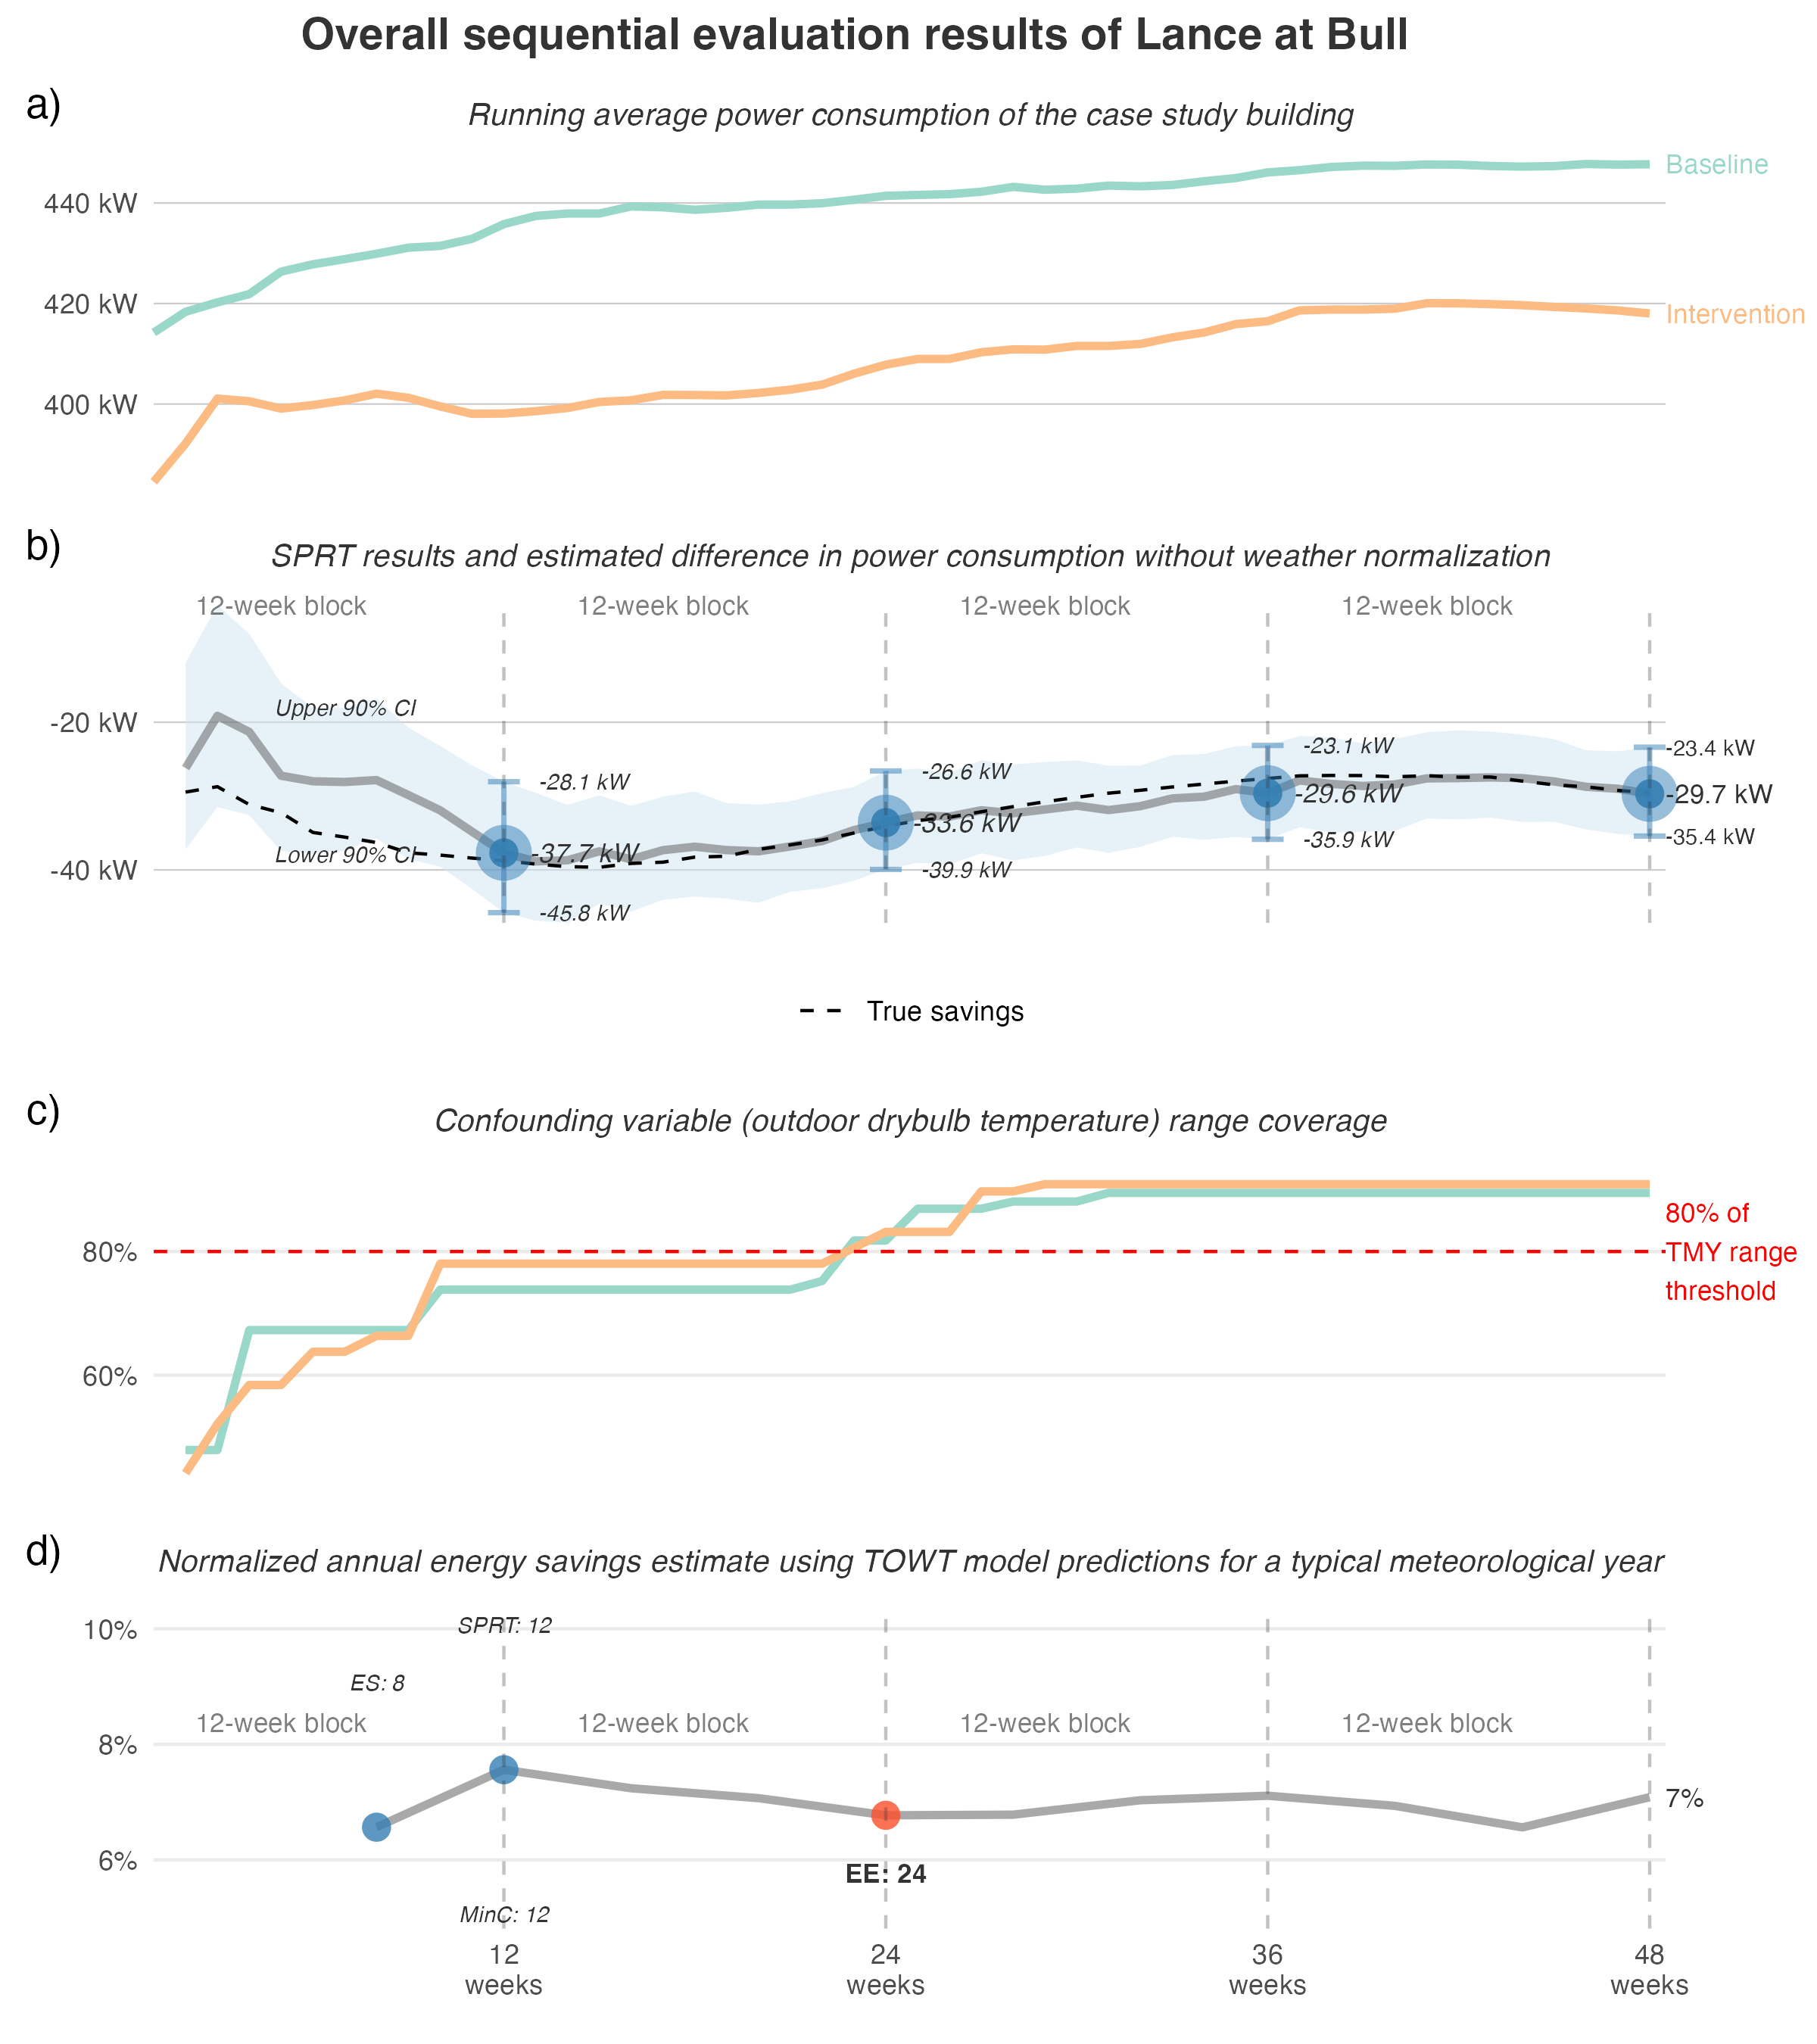 Overall sequential evaluation results of Lance at Bull
a)
Running average power consumption of the case study building
Baseline
440 kW
420 kW
Intervention
400 kW
b)
SPRT results and estimated difference in power consumption without weather normalization
12-week block 12-week block 12-week block 12-week block
Upper 90% CI
-20 kW
-28.1 kW
-26.6 kW
-23.1 kW
-23.4 kW
-37.7 kW
-33.6 kW
-29.6 kW
-29.7 kW
Lower 90% CI
-40 kW
-45.8 kW
-39.9 kW
-35.9 kW
-35.4 kW
True savings
c)
Confounding variable (outdoor drybulb temperature) range coverage
80% of
TMY range
threshold
80%
60%
d)
Normalized annual energy savings estimate using TOWT model predictions for a typical meteorological year
10%
SPRT: 12
ES: 8
12-week block 12-week block 12-week block 12-week block
8%
7%
6%
EE: 24
MinC: 12
12
weeks
24
weeks
36
weeks
48
weeks